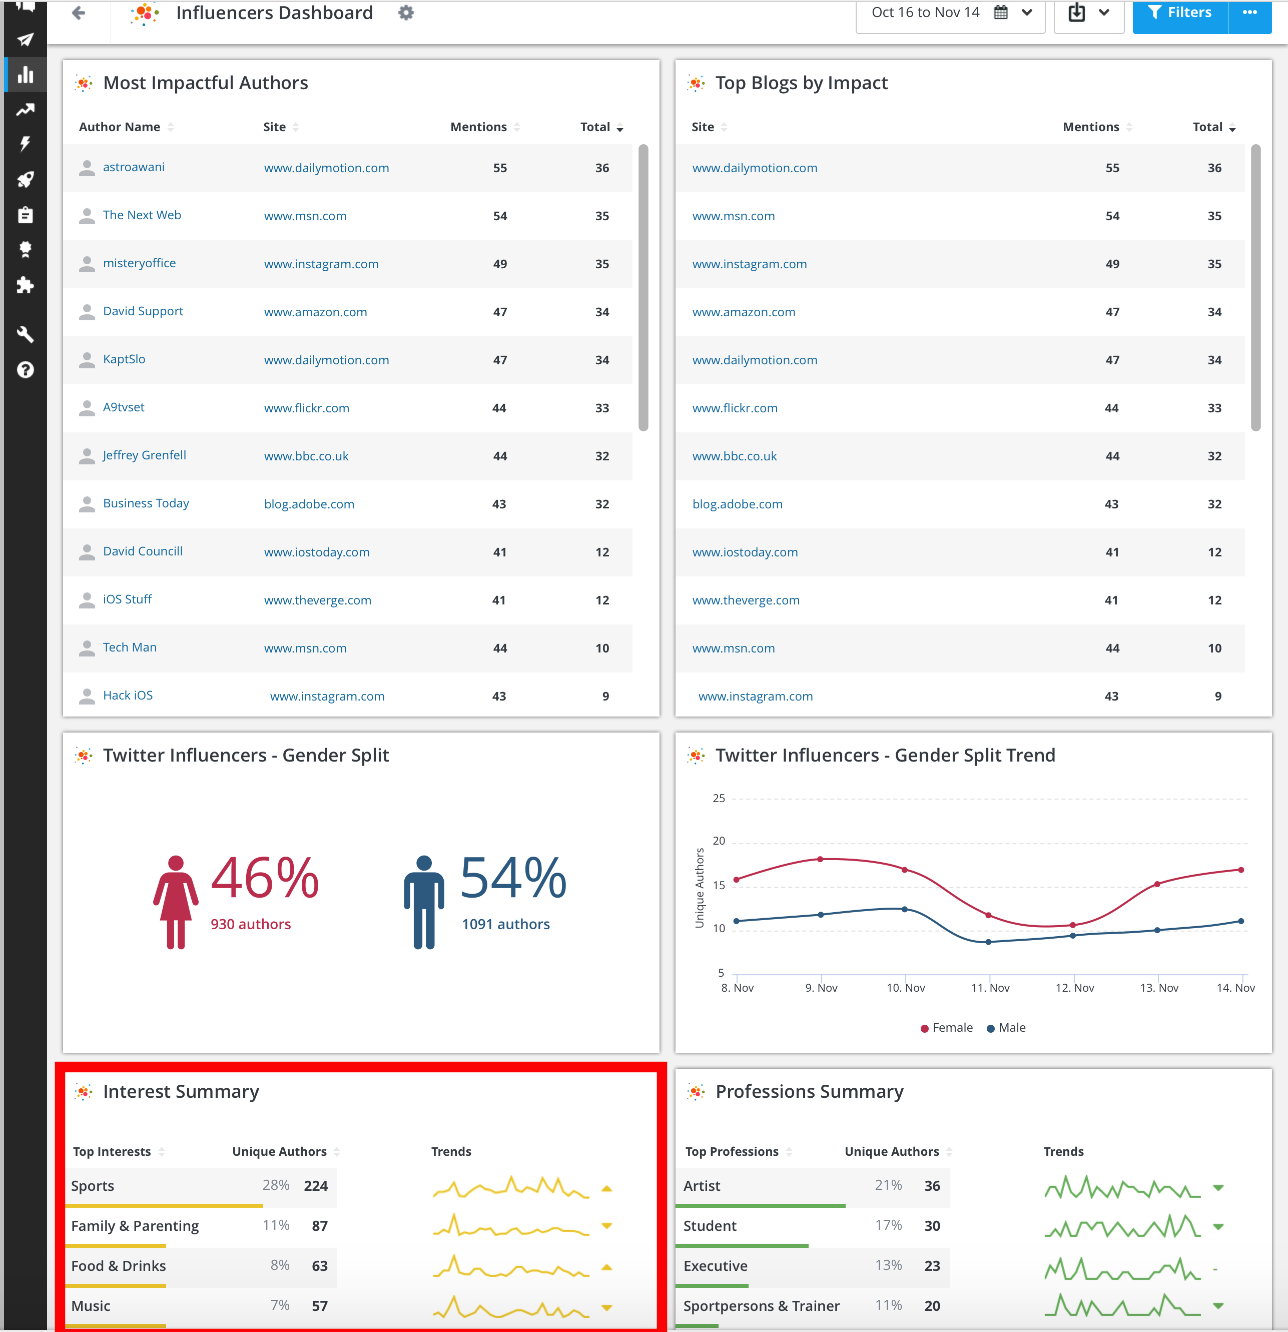 Influencers Dashboard
Oct 16 to Nov 14
Filters
Most Impactful Authors
Author Name Site Mentions Total
astroawani www.dailymotion.com 55 36
The Next Web www.msn.com 54 35
misteryoffice www.instagram.com 49 35
David Support www.amazon.com 47 34
KaptSlo www.dailymotion.com 47 34
A9tvset www.flickr.com 44 33
Jeffrey Grenfell www.bbc.co.uk 44 32
Business Today blog.adobe.com 43 32
David Councill www.iostoday.com 41 12
iOS Stuff www.theverge.com 41 12
Tech Man www.msn.com 44 10
Hack iOS www.instagram.com 43 9
Top Blogs by Impact
Site Mentions Total
www.dailymotion.com 55 36
www.msn.com 54 35
www.instagram.com 49 35
www.amazon.com 47 34
www.dailymotion.com 47 34
www.flickr.com 44 33
www.bbc.co.uk 44 32
blog.adobe.com 43 32
www.iostoday.com 41 12
www.theverge.com 41 12
www.msn.com 44 10
www.instagram.com 43 9
Twitter Influencers - Gender Split
46%
930 authors
54%
1091 authors
Twitter Influencers - Gender Split Trend
Unique Authors
25
20
15
10
5
8. Nov 9. Nov 10. Nov 11. Nov 12. Nov 13. Nov 14. Nov
Female Male
Interest Summary
Top Interests Unique Authors Trends
Sports 28% 224
Family & Parenting 11% 87
Food & Drinks 8% 63
Music 7% 57
Professions Summary
Top Professions Unique Authors Trends
Artist 21% 36
Student 17% 30
Executive 13% 23
Sportpersons & Trainer 11% 20